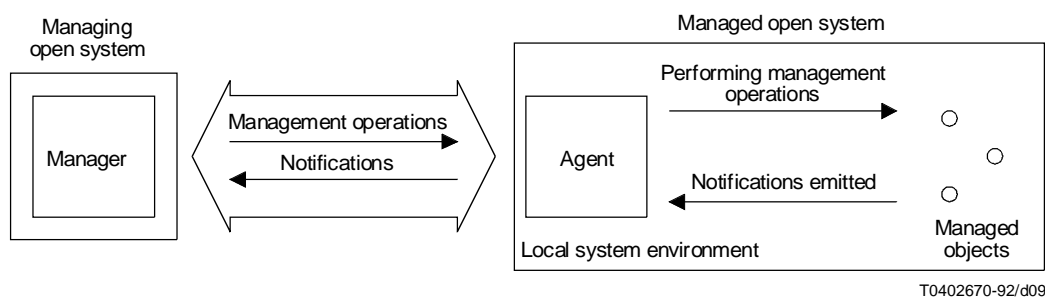 Managing
open system
Managed open system
Manager
Management operations
Notifications
Agent
Performing management
operations
Notifications emitted
Local system environment
Managed
objects
T0402670-92/d09